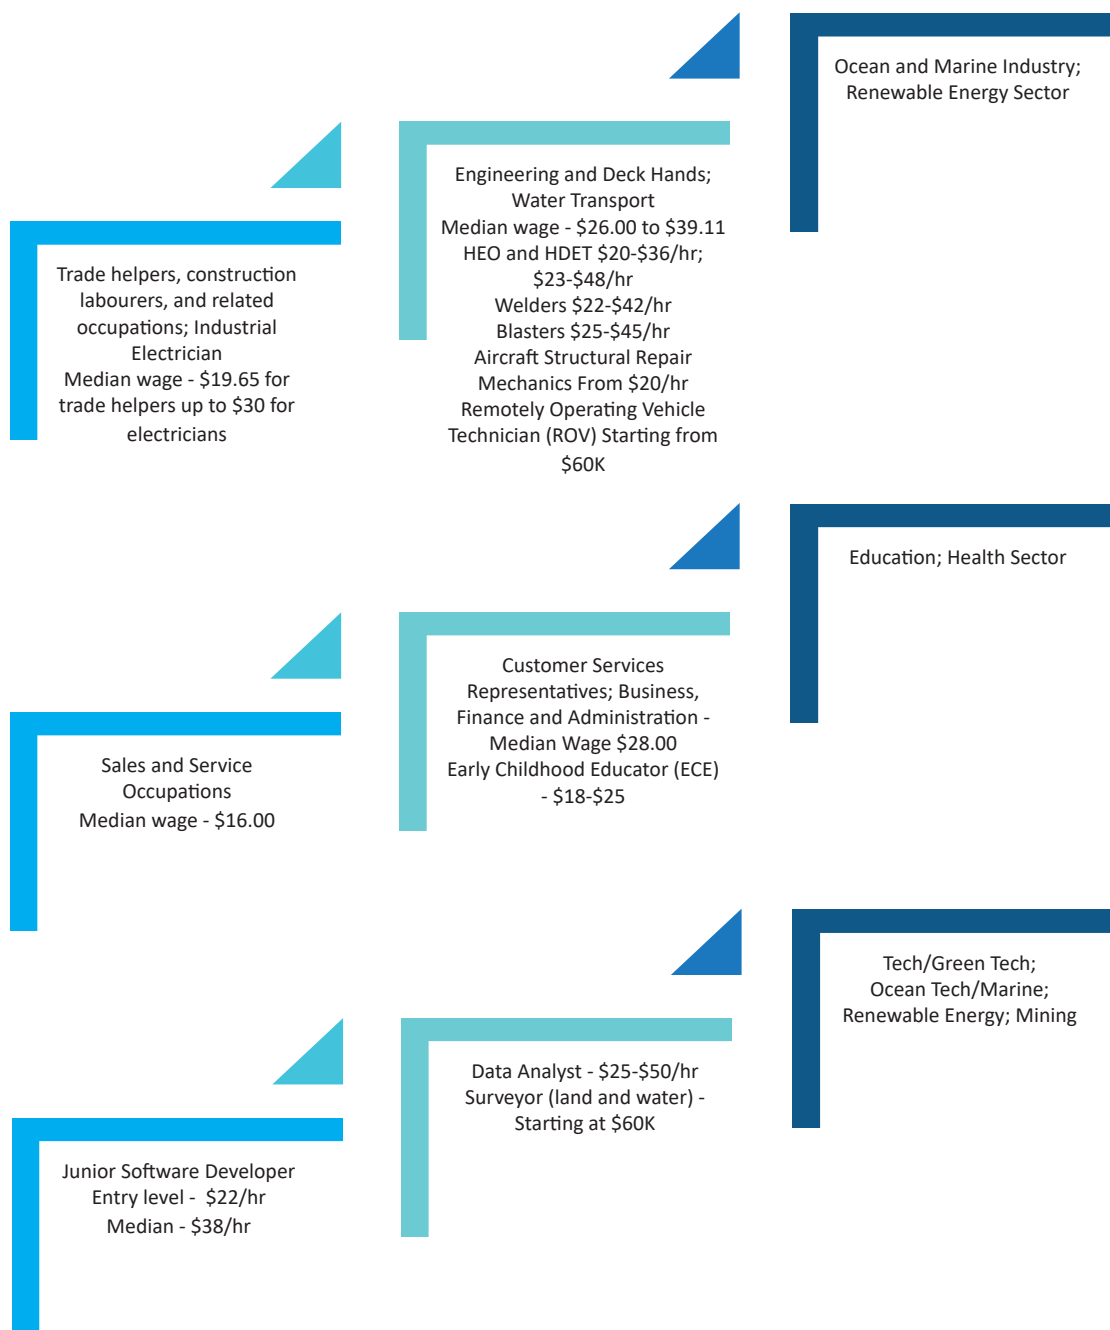 Ocean and Marine Industry;
Renewable Energy Sector
Engineering and Deck Hands;
Water Transport
Median wage - $26.00 to $39.11
HEO and HDET $20-$36/hr;
$23-$48/hr
Welders $22-$42/hr
Blasters $25-$45/hr
Aircraft Structural Repair
Mechanics From $20/hr
Remotely Operating Vehicle
Technician (ROV) Starting from
$60K
Trade helpers, construction
labourers, and related
occupations; Industrial
Electrician
Median wage - $19.65 for
trade helpers up to $30 for
electricians
Education; Health Sector
Customer Services
Representatives; Business,
Finance and Administration -
Median Wage $28.00
Early Childhood Educator (ECE)
- $18-$25
Sales and Service
Occupations
Median wage - $16.00
Tech/Green Tech;
Ocean Tech/Marine;
Renewable Energy; Mining
Data Analyst - $25-$50/hr
Surveyor (land and water) -
Starting at $60K
Junior Software Developer
Entry level -  $22/hr
Median - $38/hr